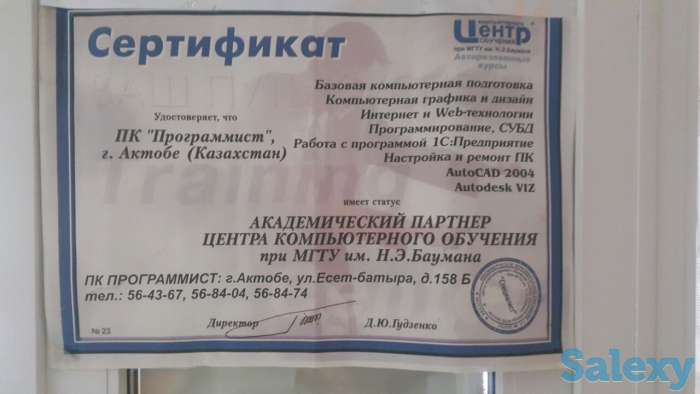 Сертификат
КОМПЬЮТЕРНОГО
ЦЕНТР
ОБУЧЕНИЯ
при МГТУ им. Н.Э.Баумана
Авторизованные
курсы
Базовая компьютерная подготовка
Компьютерная графика и дизайн
Интернет и Web-технологии
Программирование, СУБД
Работа с программой 1С:Предприятие
Настройка и ремонт ПК
AutoCAD 2004
Autodesk VIZ
Удостоверяет, что
ПК "Программист",
г. Актобе (Казахстан)
Training
имеет статус
АКАДЕМИЧЕСКИЙ ПАРТНЕР
ЦЕНТРА КОМПЬЮТЕРНОГО ОБУЧЕНИЯ
при МГТУ им. Н.Э.Баумана
ПК ПРОГРАММИСТ: г.Актобе, ул.Есет-батыра, д.158 Б
тел.: 56-43-67, 56-84-04, 56-84-74
Директор
Д.Ю.Гудзенко
№ 23
Salexy